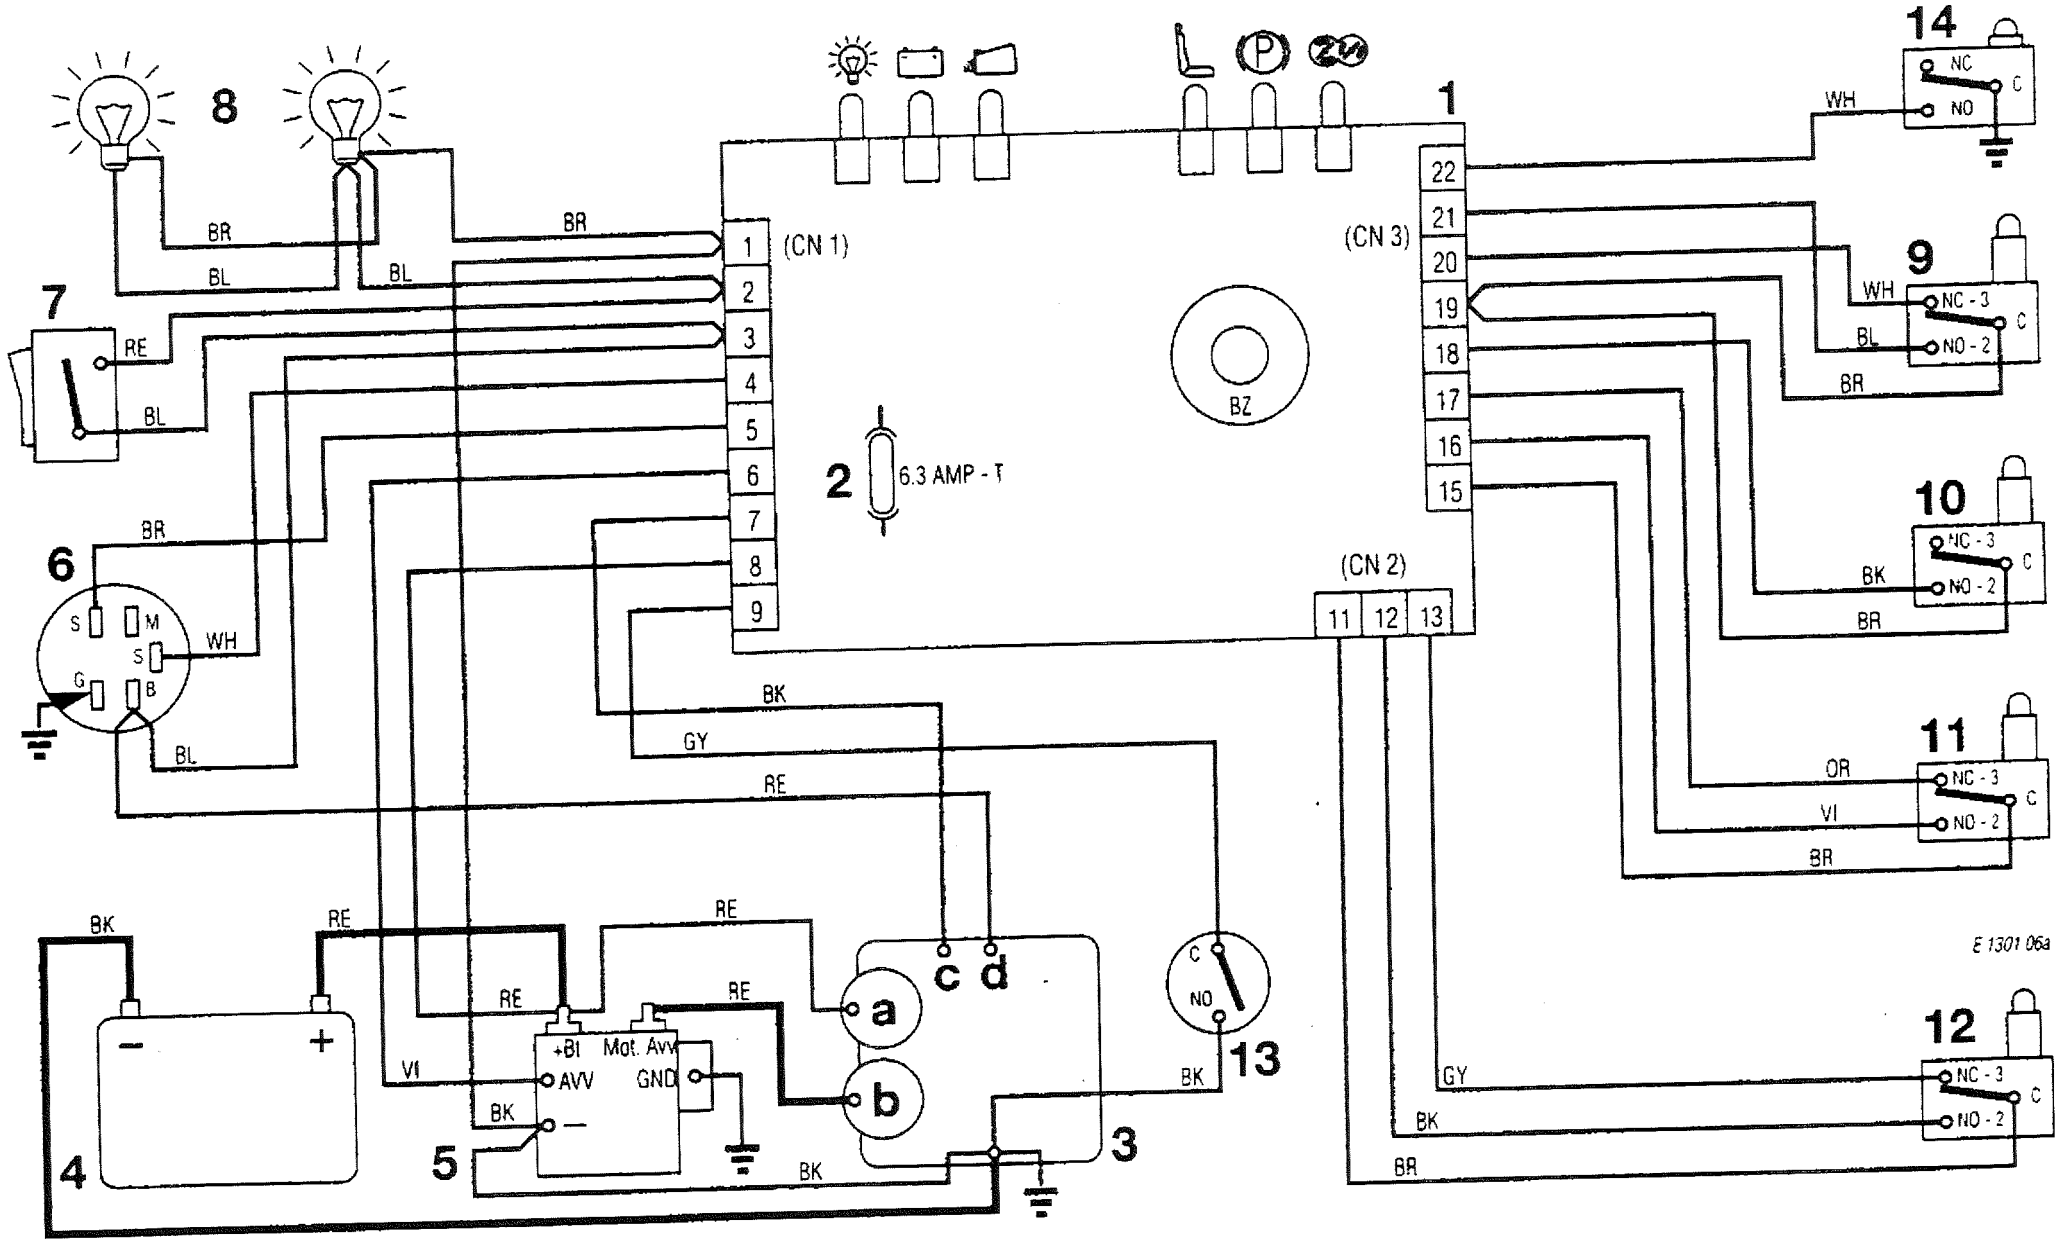 14
NC
C
NO
WH
8
P
1
22
21
(CN 3)
20
19
18
17
16
15
BR
BR
1
(CN 1)
BL
BL
2
9
WH
NC - 3
C
BL
NO - 2
BR
7
RE
3
4
BL
5
6
7
8
9
BZ
2
6.3 AMP - T
(CN 2)
11
12
13
10
NC - 3
C
BK
NO - 2
BR
BR
6
S
M
S
WH
G
B
BL
BK
GY
RE
11
OR
NC - 3
C
VI
NO - 2
BR
BK
RE
RE
RE
RE
c
d
a
b
C
NO
13
E 1301 06a
4
−
+
+Bt
Mot. Avv
VI
AVV
GND
BK
—
5
BK
3
BK
12
GY
NC - 3
C
BK
NO - 2
BR